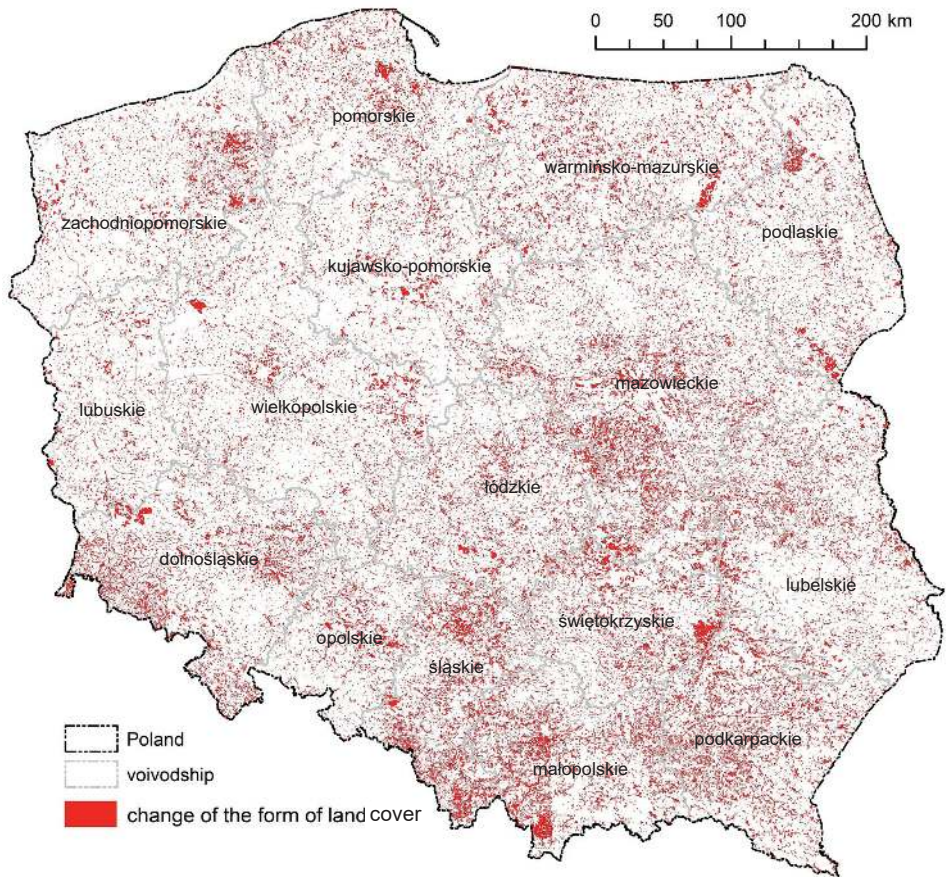 0 50 100 200 km
pomorskie
warmińsko-mazurskie
zachodniopomorskie
podlaskie
kujawsko-pomorskie
mazowieckie
lubuskie
wielkopolskie
łódzkie
dolnośląskie
lubelskie
świętokrzyskie
opolskie
śląskie
podkarpackie
małopolskie
Poland
voivodship
change of the form of land cover